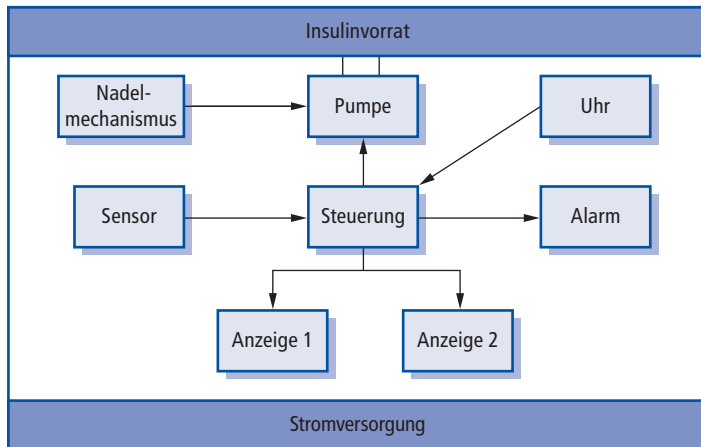 Insulinvorrat
Nadel-
mechanismus
Pumpe
Uhr
Sensor
Steuerung
Alarm
Anzeige 1
Anzeige 2
Stromversorgung